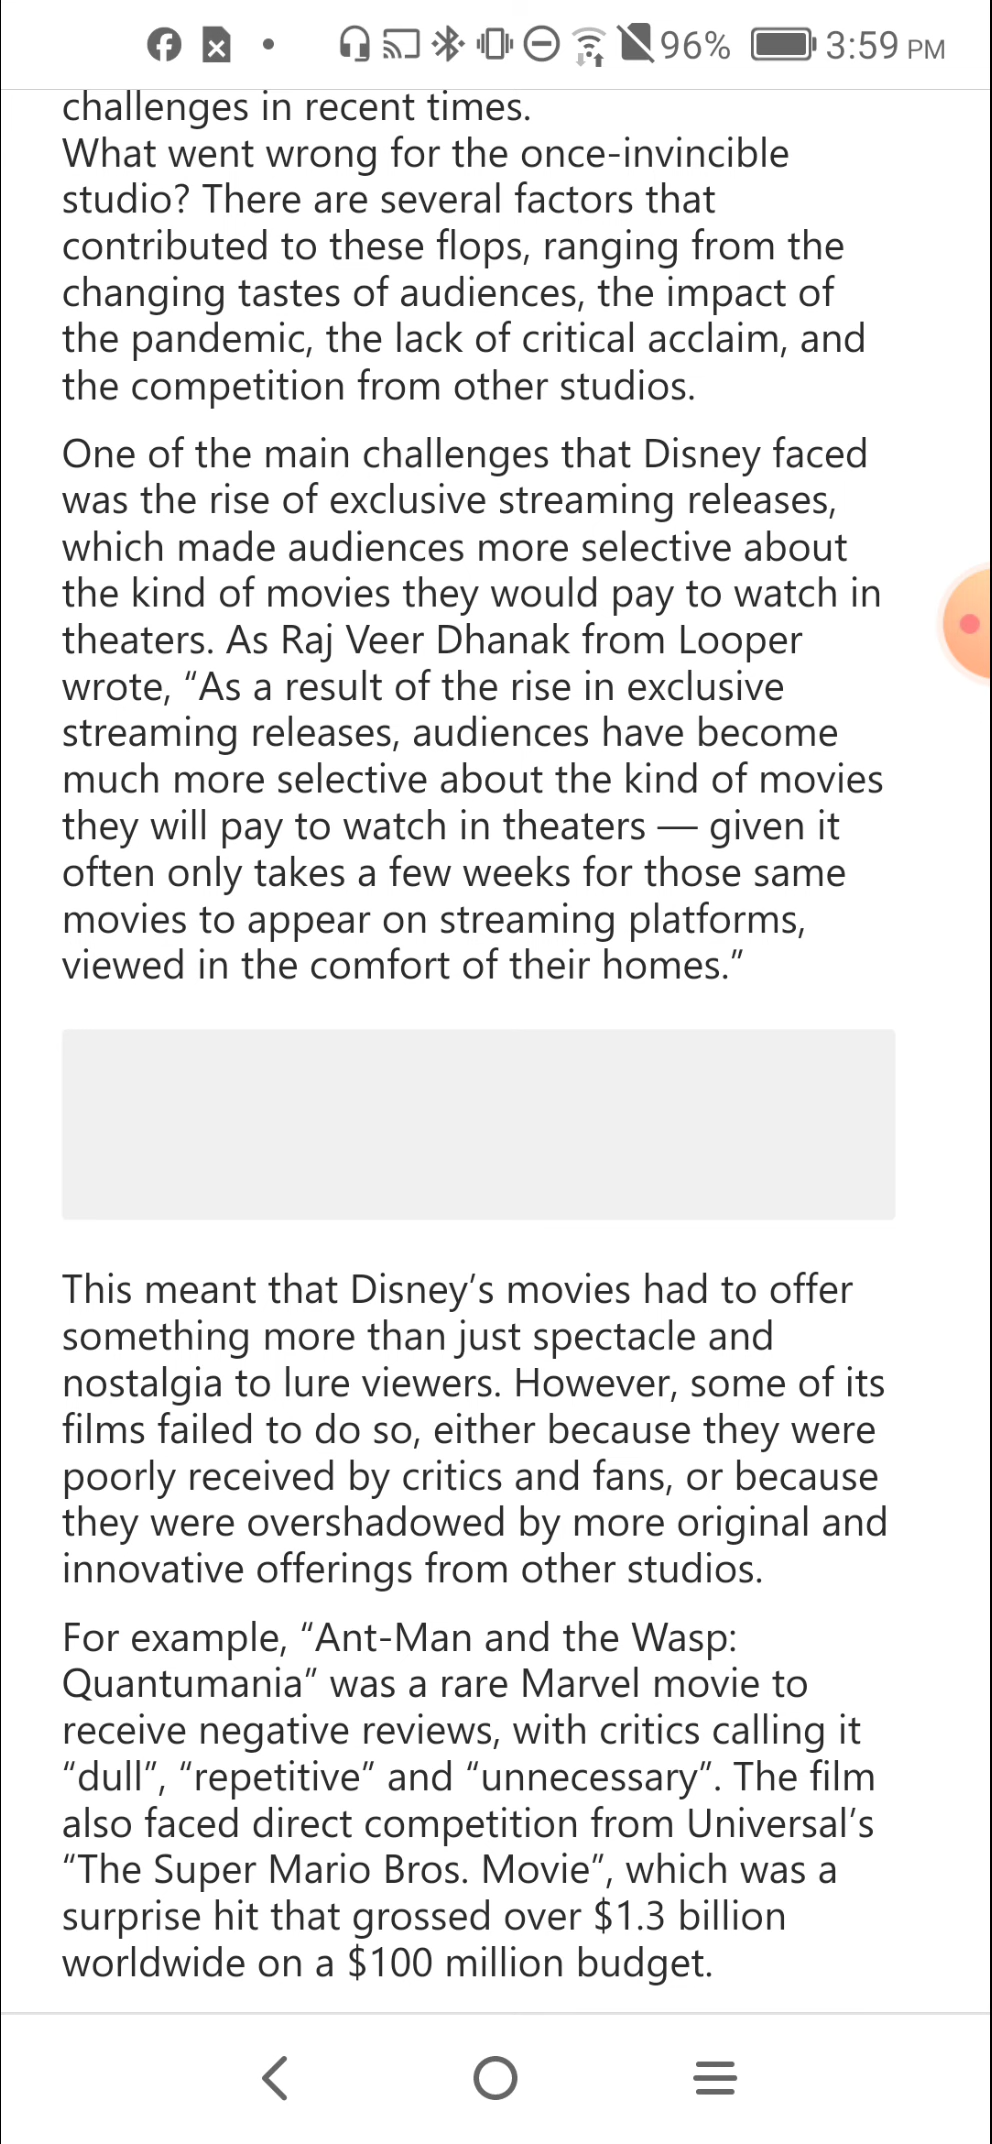 96% 3:59 PM
challenges in recent times.
What went wrong for the once-invincible
studio? There are several factors that
contributed to these flops, ranging from the
changing tastes of audiences, the impact of
the pandemic, the lack of critical acclaim, and
the competition from other studios.
One of the main challenges that Disney faced
was the rise of exclusive streaming releases,
which made audiences more selective about
the kind of movies they would pay to watch in
theaters. As Raj Veer Dhanak from Looper
wrote, “As a result of the rise in exclusive
streaming releases, audiences have become
much more selective about the kind of movies
they will pay to watch in theaters — given it
often only takes a few weeks for those same
movies to appear on streaming platforms,
viewed in the comfort of their homes.”
This meant that Disney’s movies had to offer
something more than just spectacle and
nostalgia to lure viewers. However, some of its
films failed to do so, either because they were
poorly received by critics and fans, or because
they were overshadowed by more original and
innovative offerings from other studios.
For example, “Ant-Man and the Wasp:
Quantumania” was a rare Marvel movie to
receive negative reviews, with critics calling it
“dull”, “repetitive” and “unnecessary”. The film
also faced direct competition from Universal’s
“The Super Mario Bros. Movie”, which was a
surprise hit that grossed over $1.3 billion
worldwide on a $100 million budget.